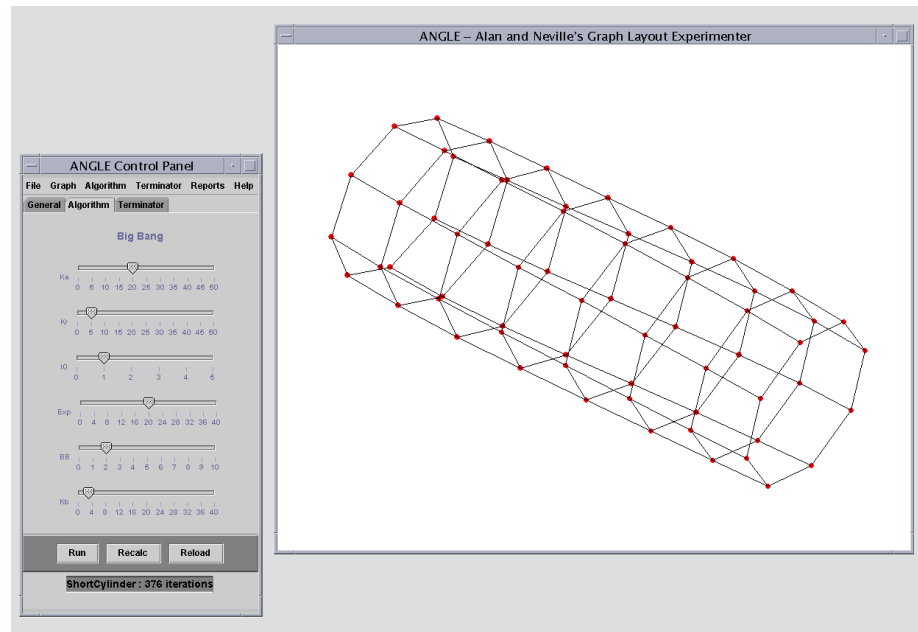 ANGLE – Alan and Neville's Graph Layout Experimenter
ANGLE Control Panel
File Graph Algorithm Terminator Reports Help
General Algorithm Terminator
Big Bang
Ka
0 5 10 15 20 25 30 35 40 45 50
Kr
0 5 10 15 20 25 30 35 40 45 50
l0
0 1 2 3 4 5
Exp
0 4 8 12 16 20 24 28 32 36 40
BB
0 1 2 3 4 5 6 7 8 9 10
Kb
0 4 8 12 16 20 24 28 32 36 40
Run Recalc Reload
ShortCylinder : 376 iterations